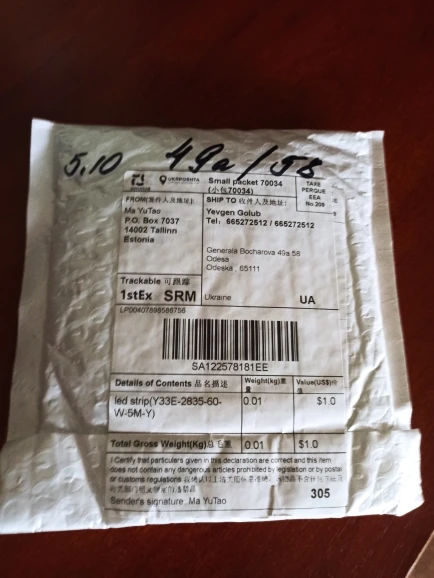 5.10 49a/58
UKRPOSHTA
Small packet 70034
(小包70034)
TAXE
PERQUE
EEA
No.209
FROM(发件人及地址):
Ma YuTao
P.O. Box 7037
14002 Tallinn
Estonia
SHIP TO 收件人及地址:
Yevgen Golub
Tel: 665272512 / 665272512
Generala Bocharova 49a 58
Odesa
Odeska, 65111
Ukraine
UA
Trackable 可跟踪
1stEx SRM
LP00407698586756
SA122578181EE
Details of Contents 品名描述
Weight(kg)重量
Value(US$)价值
led strip(Y33E-2835-60-W-5M-Y) 0.01 $1.0
Total Gross Weight(Kg)总毛重 0.01 $1.0
I Certify that particulars given in this declaration are correct and this item
does not contain any dangerous articles prohibited by legislation or by postal
or customs regulations
Sender's signature: Ma YuTao
305